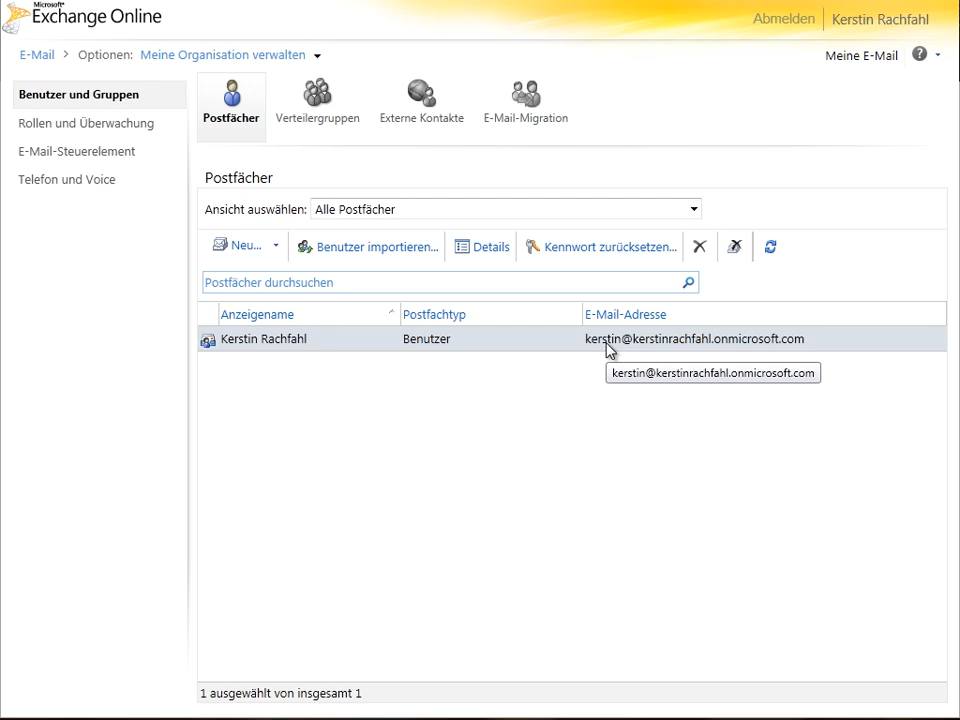 Microsoft®
Exchange Online
Abmelden
Kerstin Rachfahl
E-Mail > Optionen: Meine Organisation verwalten
Meine E-Mail
Benutzer und Gruppen
Rollen und Überwachung
E-Mail-Steuerelement
Telefon und Voice
Postfächer
Verteilergruppen
Externe Kontakte
E-Mail-Migration
Postfächer
Ansicht auswählen: Alle Postfächer
Neu... Benutzer importieren... Details Kennwort zurücksetzen...
Postfächer durchsuchen
Anzeigename Postfachtyp E-Mail-Adresse
Kerstin Rachfahl Benutzer kerstin@kerstinrachfahl.onmicrosoft.com
kerstin@kerstinrachfahl.onmicrosoft.com
1 ausgewählt von insgesamt 1